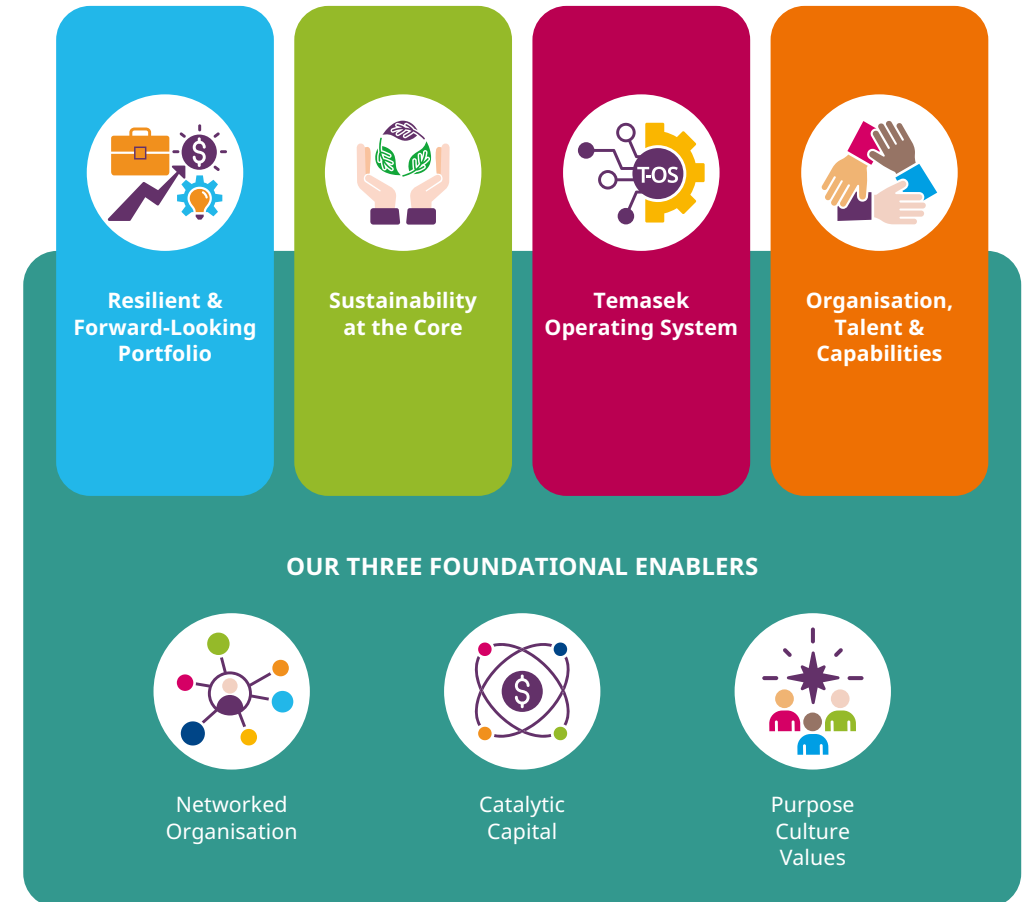 T-OS
Resilient &
Forward-Looking
Portfolio
Sustainability
at the Core
Temasek
Operating System
Organisation,
Talent &
Capabilities
OUR THREE FOUNDATIONAL ENABLERS
Networked
Organisation
Catalytic
Capital
Purpose
Culture
Values